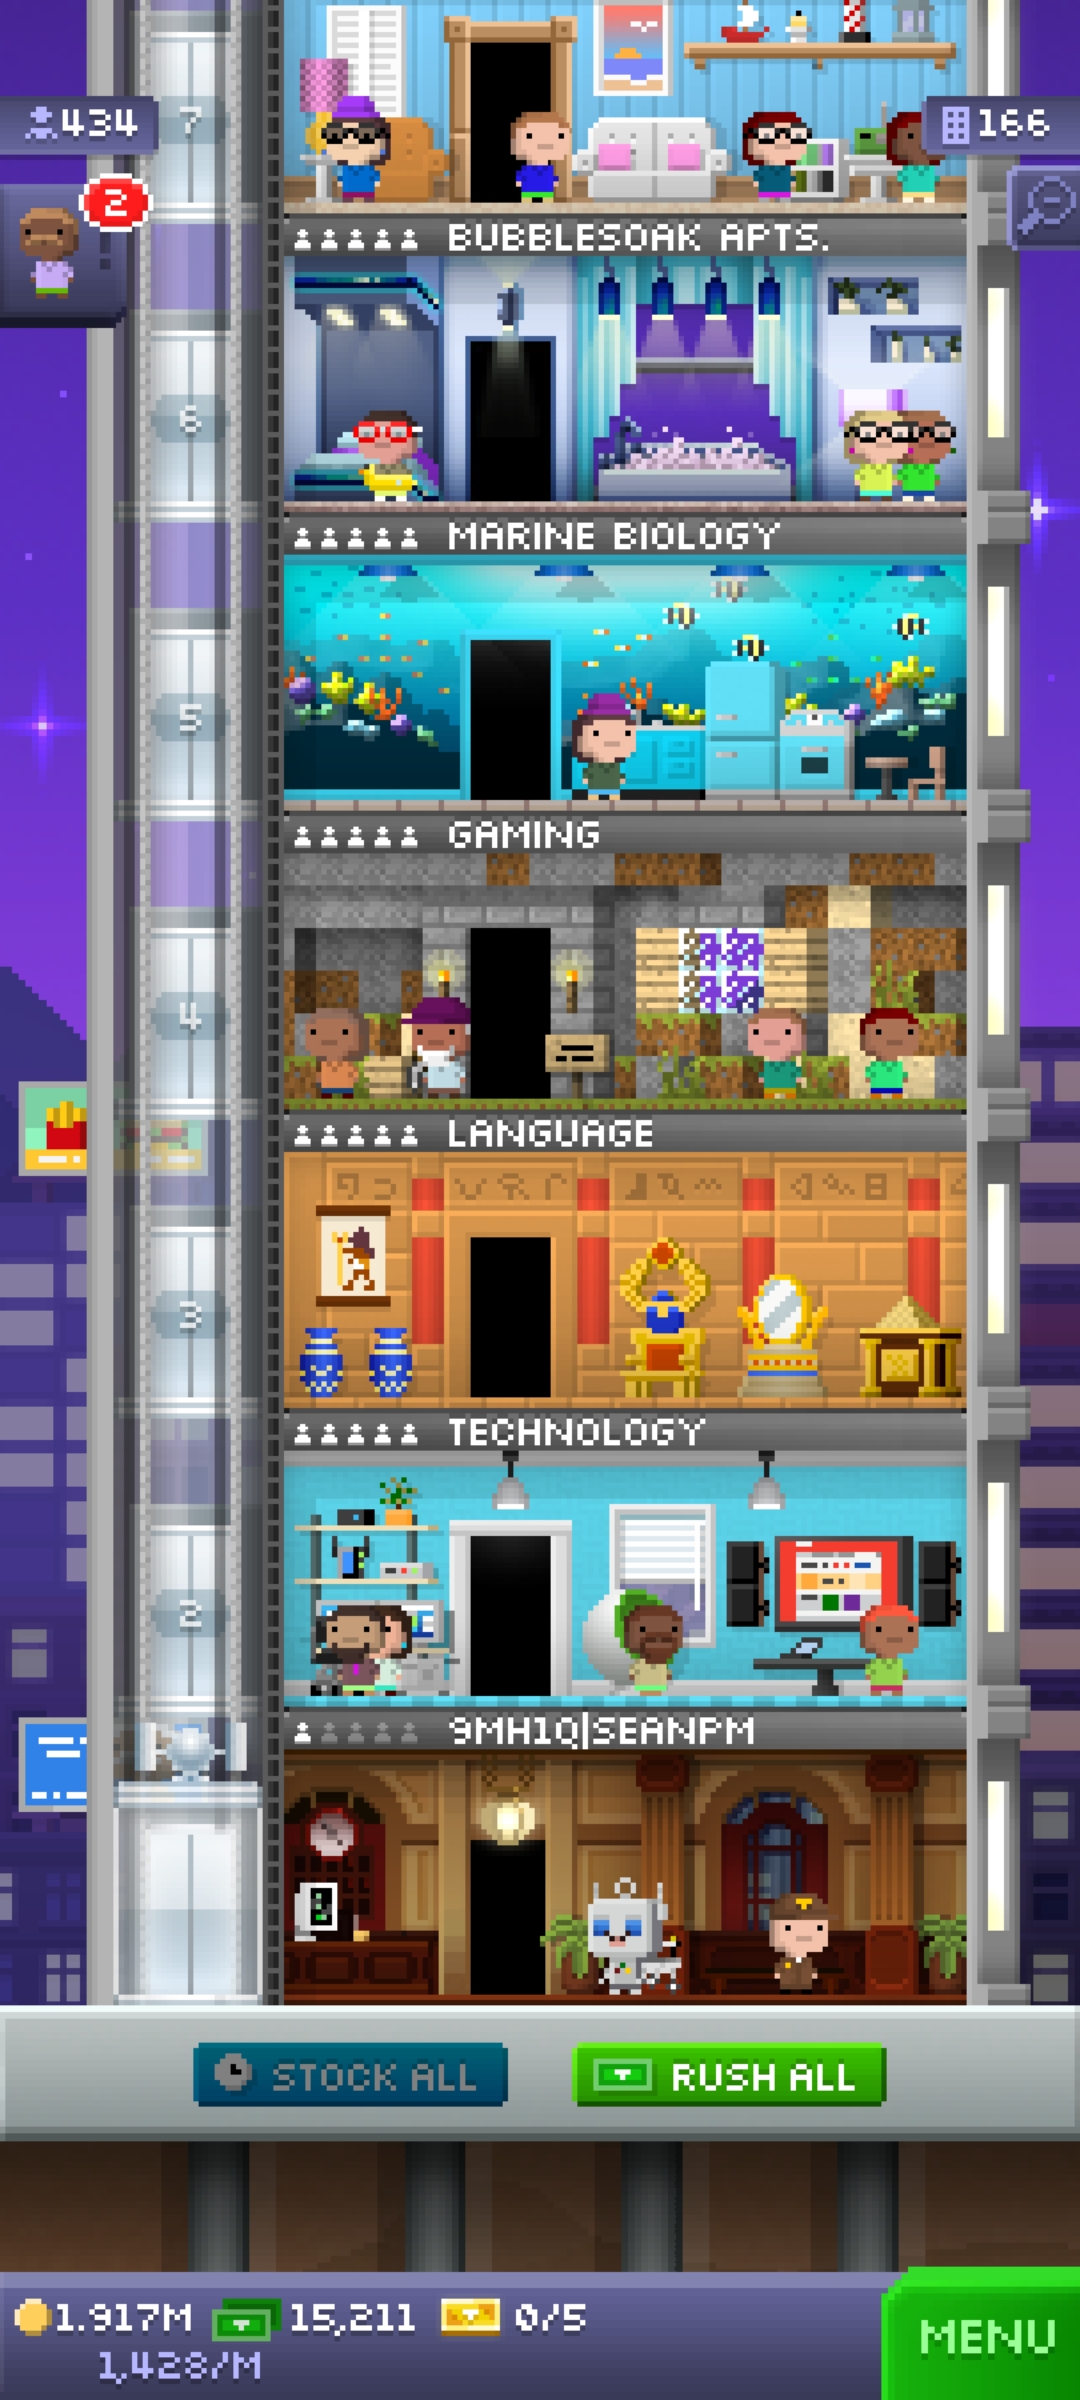 434
7
166
2
BUBBLESOAK APTS.
6
MARINE BIOLOGY
5
GAMING
4
LANGUAGE
3
TECHNOLOGY
2
9MH1Q|SEANPM
STOCK ALL
RUSH ALL
1.917M
15,211
0/5
1,428/M
MENU